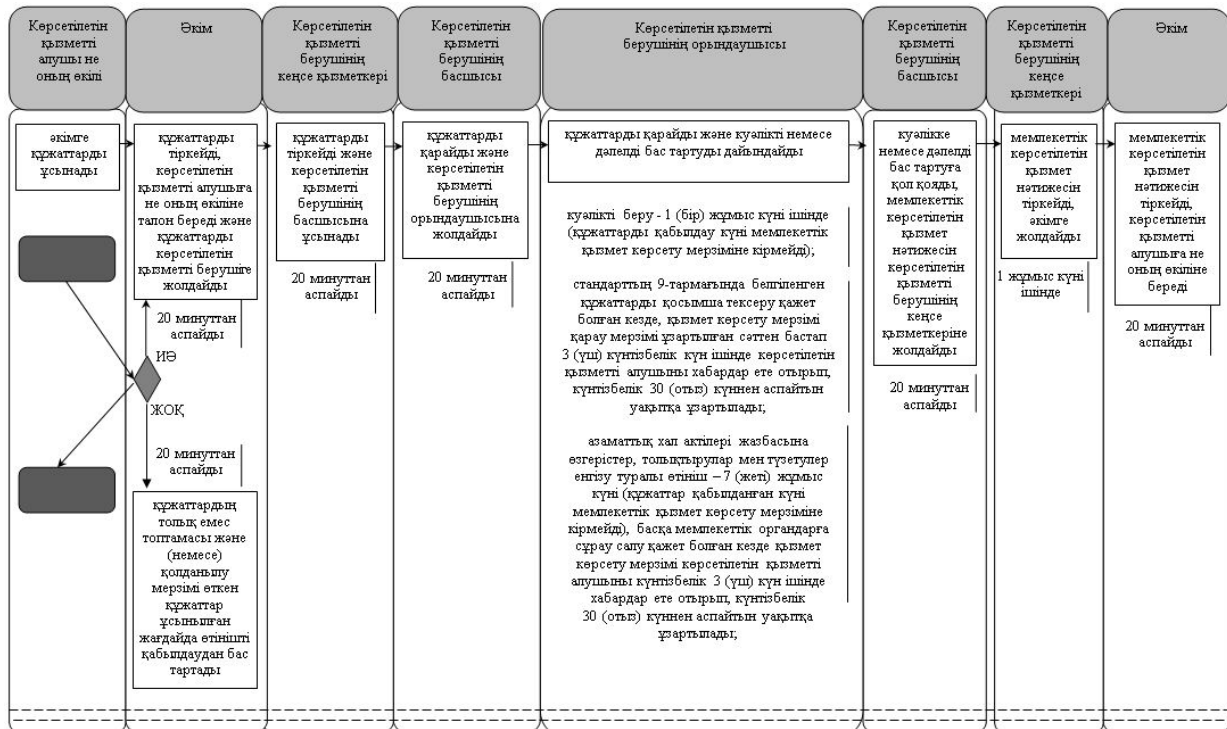 Көрсетілетін
қызметті
алушы не
оның өкілі
Әкім
Көрсетілетін
қызметті
берушінің
кеңсе қызметкері
Көрсетілетін
қызметті
берушінің
басшысы
Көрсетілетін қызметті
берушінің орындаушысы
Көрсетілетін
қызметті
берушінің
басшысы
Көрсетілетін
қызметті
берушінің
кеңсе
қызметкері
Әкім
әкімге
құжаттарды
ұсынады
құжаттарды
тіркейді,
көрсетілетін
қызметті алушыға
не оның өкіліне
талон береді және
құжаттарды
көрсетілетін
қызметті берушіге
жолдайды
20 минуттан
аспайды
ИӘ
ЖОҚ
20 минуттан
аспайды
құжаттардың
толық емес
топтамасы және
(немесе)
қолданылу
мерзімі өткен
құжаттар
ұсынылған
жағдайда өтінішті
қабылдаудан бас
тартады
құжаттарды
тіркейді және
көрсетілетін
қызметті
берушінің
басшысына
ұсынады
20 минуттан
аспайды
құжаттарды
қарайды және
көрсетілетін
қызметті
берушінің
орындаушысына
жолдайды
20 минуттан
аспайды
құжаттарды қарайды және куәлікті немесе
дәлелді бас тартуды дайындайды
куәлікті беру - 1 (бір) жұмыс күні ішінде
(құжаттарды қабылдау күні мемлекеттік
қызмет көрсету мерзіміне кірмейді);
стандарттың 9-тармағында белгіленген
құжаттарды қосымша тексеру қажет
болған кезде, қызмет көрсету мерзімі
қарау мерзімі ұзартылған сәттен бастап
3 (үш) күнтізбелік күн ішінде көрсетілетін
қызметті алушыны хабардар ете отырып,
күнтізбелік 30 (отыз) күннен аспайтын
уақытқа ұзартылады;
азаматтық хал актілері жазбасына
өзгерістер, толықтырулар мен түзетулер
енгізу туралы өтініш – 7 (жеті) жұмыс
күні (құжаттар қабылданған күні
мемлекеттік қызмет көрсету мерзіміне
кірмейді), басқа мемлекеттік органдарға
сұрау салу қажет болған кезде қызмет
көрсету мерзімі көрсетілетін қызметті
алушыны күнтізбелік 3 (үш) күн ішінде
хабардар ете отырып, күнтізбелік
30 (отыз) күннен аспайтын уақытқа
ұзартылады;
куәлікке
немесе дәлелді
бас тартуға
қол қояды,
мемлекеттік
көрсетілетін
қызмет
нәтижесін
көрсетілетін
қызметті
берушінің
кеңсе
қызметкеріне
жолдайды
20 минуттан
аспайды
мемлекеттік
көрсетілетін
қызмет
нәтижесін
тіркейді, әкімге
жолдайды
1 жұмыс күні
ішінде
мемлекеттік
көрсетілетін
қызмет
нәтижесін
тіркейді, көрсетілетін
қызметті
алушыға не
оның өкіліне
береді
20 минуттан
аспайды